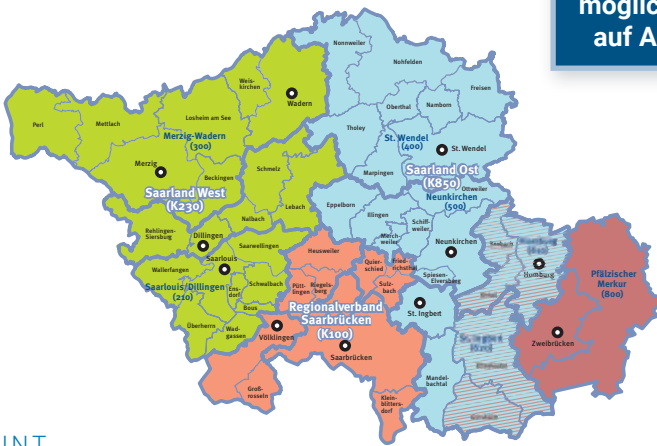 möglic
auf A
Nonnweiler
Nohfelden
Weis-
kirchen
Freisen
Wadern
Oberthal
Namborn
Perl
Mettlach
Losheim am See
Merzig-Wadern
(300)
Tholey
St. Wendel
(400)
St. Wendel
Merzig
Beckingen
Schmelz
Marpingen
Saarland Ost
(K850)
Saarland West
(K230)
Lebach
Eppelborn
Ottweiler
Neunkirchen
(500)
Illingen
Schiff-
weiler
Nalbach
Rehlingen-
Siersburg
Dillingen
Merch-
weiler
Neunkirchen
Heusweiler
Saarlouis
Saarwellingen
Quier-
schied
Fried-
richsthal
Homburg
Wallerfangen
Spiesen-
Elversberg
Pfälzischer
Merkur
(800)
Saarlouis/Dillingen
(210)
Ens-
dorf
Schwalbach
Pütt-
lingen
Riegels-
berg
Sulz-
bach
Bous
Regionalverband
Saarbrücken
(K100)
St. Ingbert
Überherrn
Wad-
gassen
Völklingen
Saarbrücken
Zweibrücken
Mandel-
bachtal
Groß-
rosseln
Klein-
blitters-
dorf